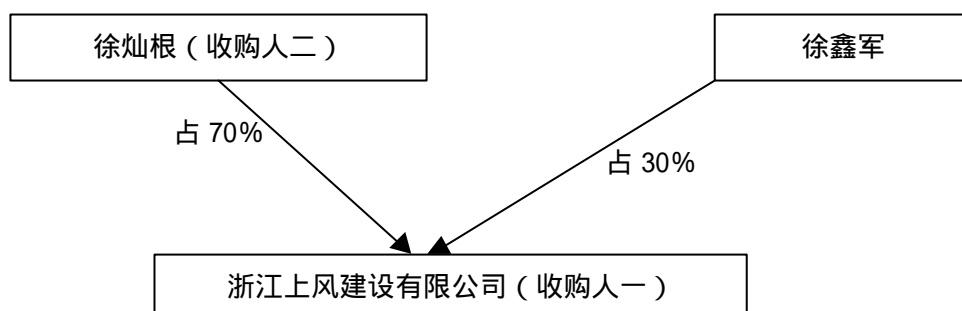 徐灿根（收购人二）
徐鑫军
占 70%
占 30%
浙江上风建设有限公司（收购人一）